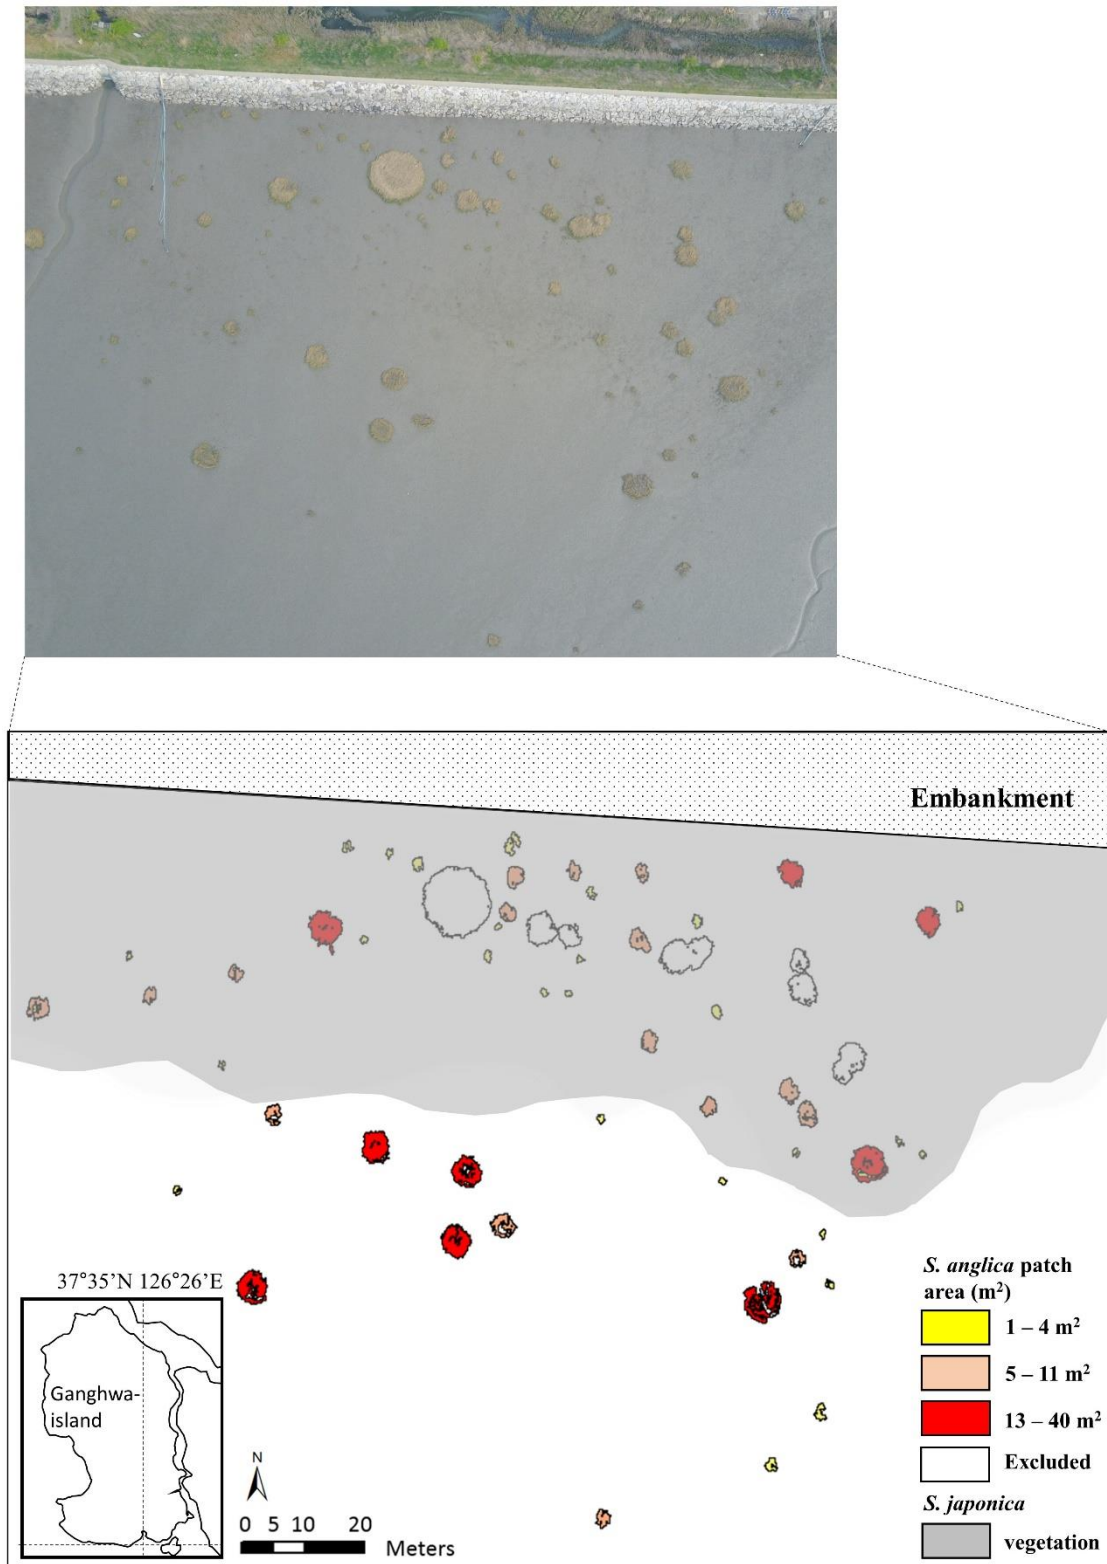 Embankment
37°35’N 126°26’E
Ganghwa-
island
N
0 5 10 20
Meters
S. anglica patch
area (m²)
1 – 4 m²
5 – 11 m²
13 – 40 m²
Excluded
S. japonica
vegetation